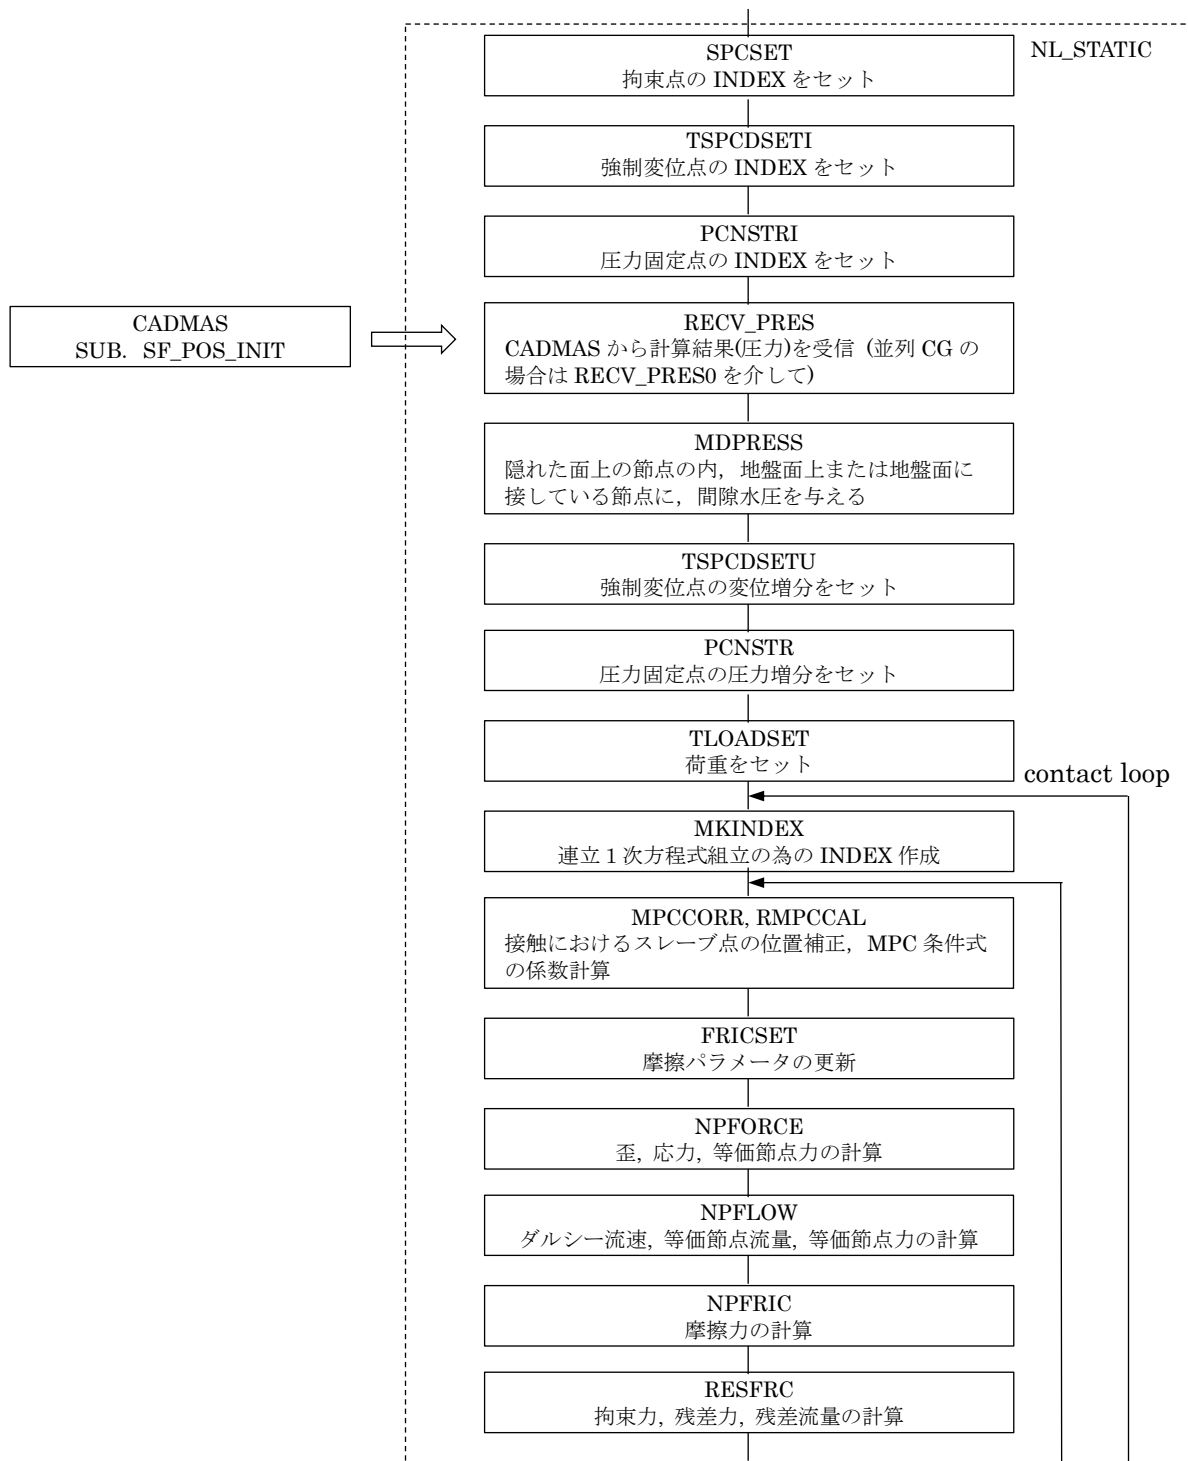 NL_STATIC
SPCSET
拘束点の INDEX をセット
TSPCDSETI
強制変位点の INDEX をセット
PCNSTRI
圧力固定点の INDEX をセット
CADMAS
SUB. SF_POS_INIT
RECV_PRES
CADMAS から計算結果(圧力)を受信 (並列 CG の
場合は RECV_PRES0 を介して)
MDPRESS
隠れた面上の節点の内，地盤面上または地盤面に
接している節点に，間隙水圧を与える
TSPCDSETU
強制変位点の変位増分をセット
PCNSTR
圧力固定点の圧力増分をセット
TLOADSET
荷重をセット
contact loop
MKINDEX
連立１次方程式組立の為の INDEX 作成
MPCCORR, RMPCCAL
接触におけるスレーブ点の位置補正，MPC 条件式
の係数計算
FRICSET
摩擦パラメータの更新
NPFORCE
歪, 応力, 等価節点力の計算
NPFLOW
ダルシー流速, 等価節点流量, 等価節点力の計算
NPFRIC
摩擦力の計算
RESFRC
拘束力, 残差力, 残差流量の計算